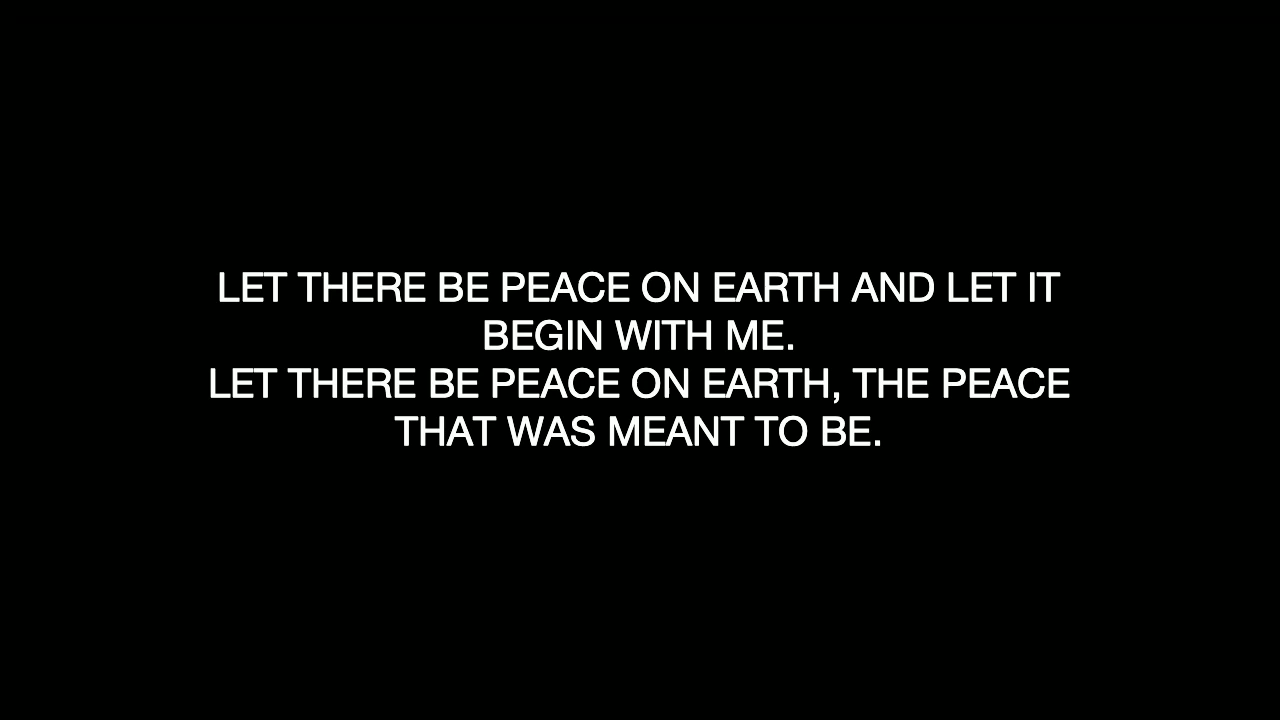 LET THERE BE PEACE ON EARTH AND LET IT
BEGIN WITH ME.
LET THERE BE PEACE ON EARTH, THE PEACE
THAT WAS MEANT TO BE.